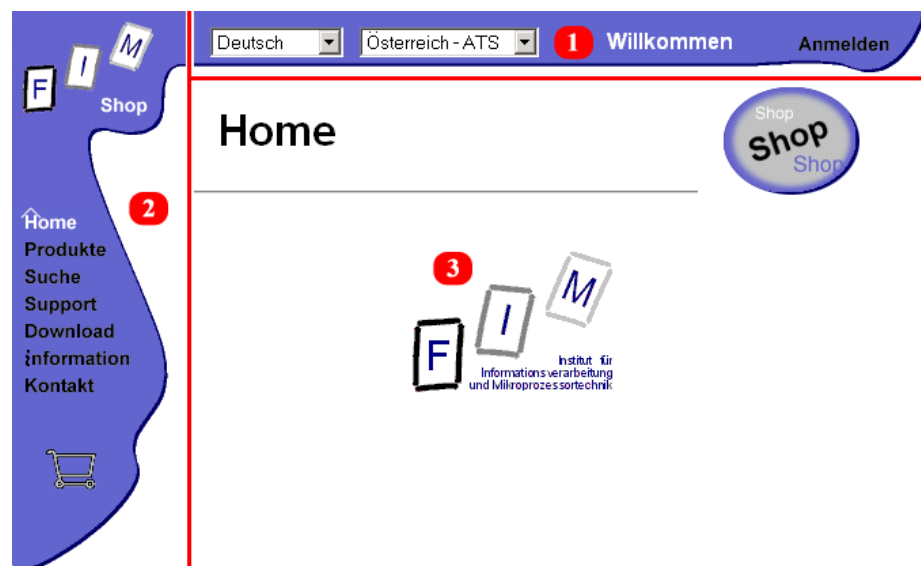 F I M
Shop
Deutsch Österreich - ATS 1 Willkommen Anmelden
Home
Shop
Shop
Shop
2
Home
Produkte
Suche
Support
Download
information
Kontakt
3
F I M
Institut für
Informationsverarbeitung
und Mikroprozessortechnik